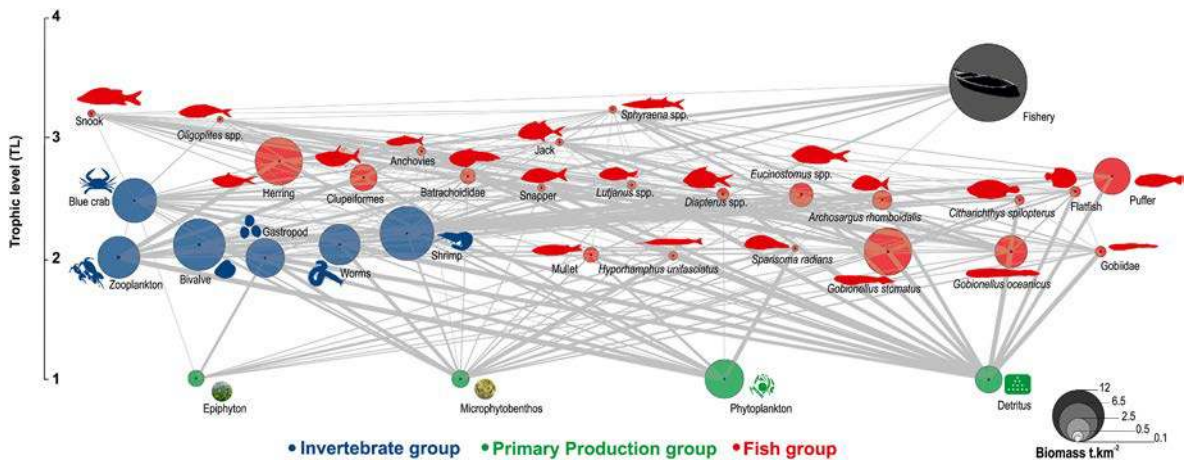 4
Snook
Oligoplites spp.
Sphyraena spp.
Fishery
3
Herring
Clupeiformes
Anchovies
Batrachoididae
Jack
Snapper
Lutjanus spp.
Diapterus spp.
Eucinostomus spp.
Archosargus rhomboidalis
Citharichthys spilopterus
Flatfish
Puffer
Trophic level (TL)
Blue crab
2
Zooplankton
Bivalve
Gastropod
Worms
Shrimp
Mullet
Hyporhamphus unifasciatus
Sparisoma radians
Gobionellus stomatus
Gobionellus oceanicus
Gobiidae
1
Epiphyton
Microphytobenthos
Phytoplankton
Detritus
12
6.5
2.5
0.5
0.1
Biomass t.km-2
Invertebrate group
Primary Production group
Fish group